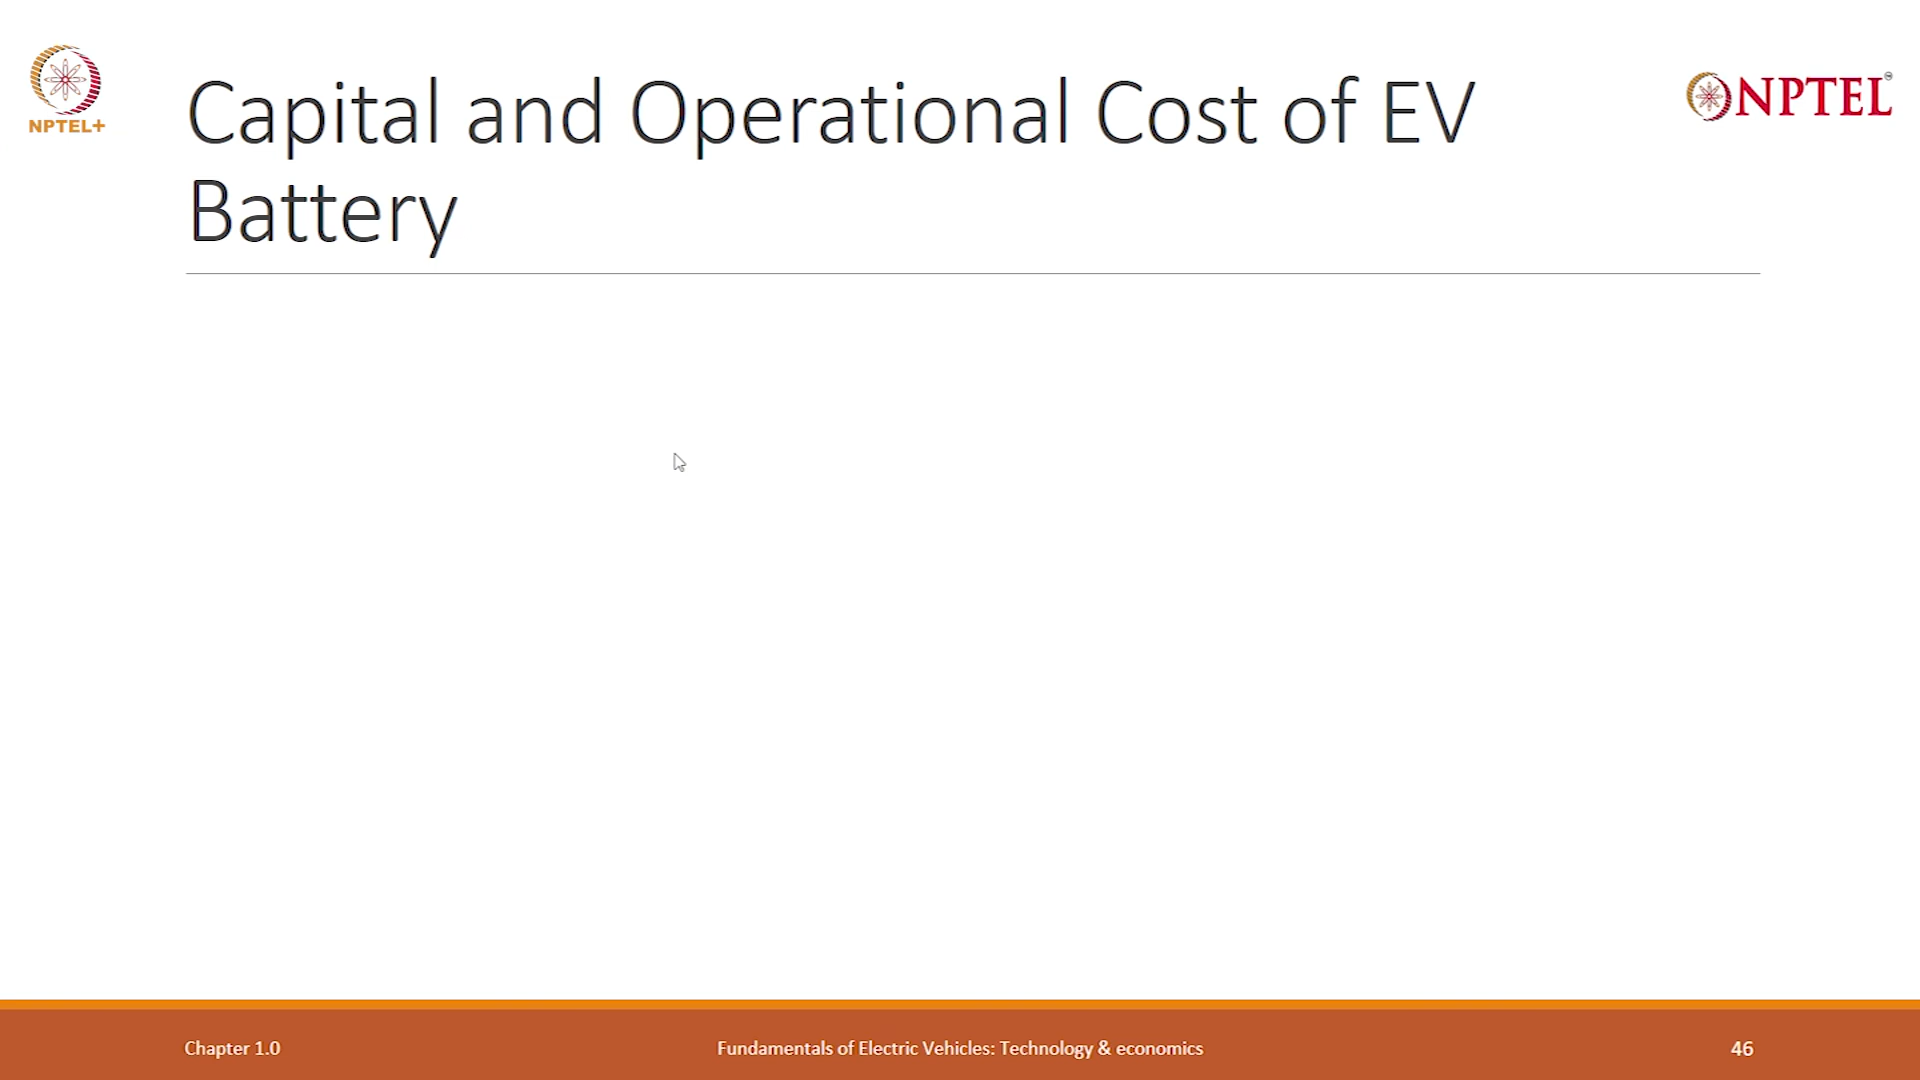 NPTEL+
Capital and Operational Cost of EV
Battery
NPTEL
Chapter 1.0
Fundamentals of Electric Vehicles: Technology & economics
46